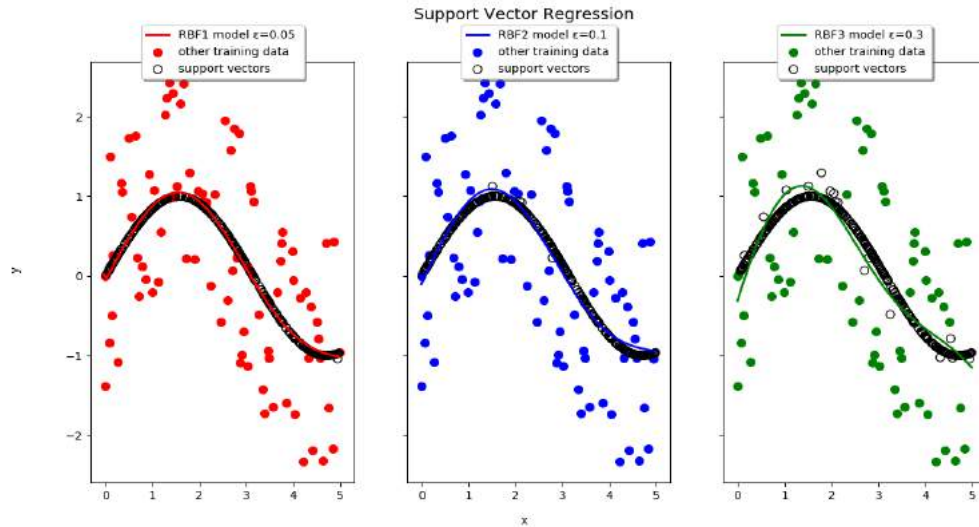 Support Vector Regression
RBF1 model ε=0.05
other training data
support vectors
RBF2 model ε=0.1
other training data
support vectors
RBF3 model ε=0.3
other training data
support vectors
y
2
1
0
−1
−2
0 1 2 3 4 5
0 1 2 3 4 5
0 1 2 3 4 5
x